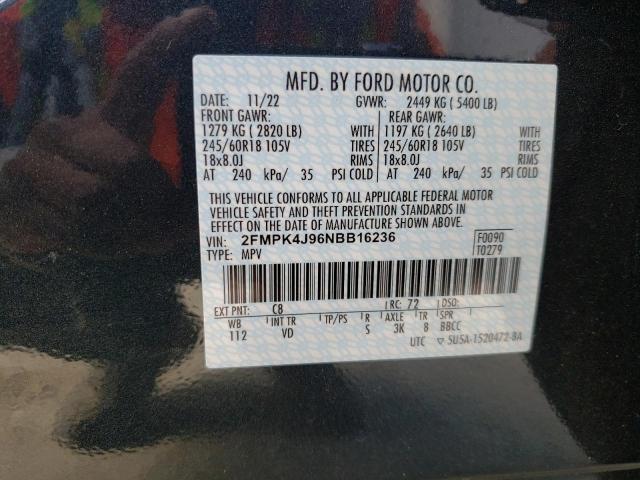 MFD. BY FORD MOTOR CO.
DATE: 11/22 GVWR: 2449 KG ( 5400 LB)
FRONT GAWR: REAR GAWR:
1279 KG ( 2820 LB) WITH 1197 KG ( 2640 LB) WITH
245/60R18 105V TIRES 245/60R18 105V TIRES
18x8.0J RIMS 18x8.0J RIMS
AT 240 kPa/ 35 PSI COLD AT 240 kPa/ 35 PSI COLD
THIS VEHICLE CONFORMS TO ALL APPLICABLE FEDERAL MOTOR
VEHICLE SAFETY AND THEFT PREVENTION STANDARDS IN
EFFECT ON THE DATE OF MANUFACTURE SHOWN ABOVE.
VIN: 2FMPK4J96NBB16236 F0090
TYPE: MPV T0279
EXT PNT: C8 RC: 72 DSO:
WB INT TR TP/PS R AXLE TR SPR
112 VD S 3K 8 BBCC
UTC ▽ 5U5A-1520472-BA